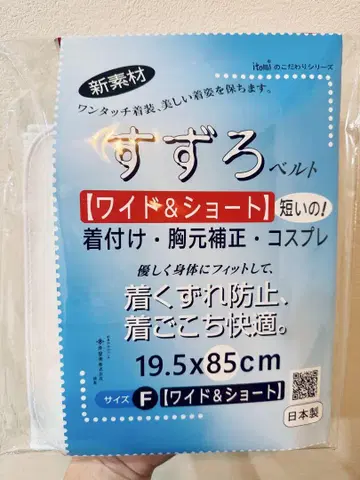 itomi のこだわりシリーズ
新素材
ワンタッチ着装、美しい着姿を保ちます。
すずろ ベルト
【ワイド&ショート】 短いの!
着付け・胸元補正・コスプレ
優しく身体にフィットして、
着くずれ防止、
着ごこち快適。
19.5x85cm
サイズ F 【ワイド&ショート】
日本製